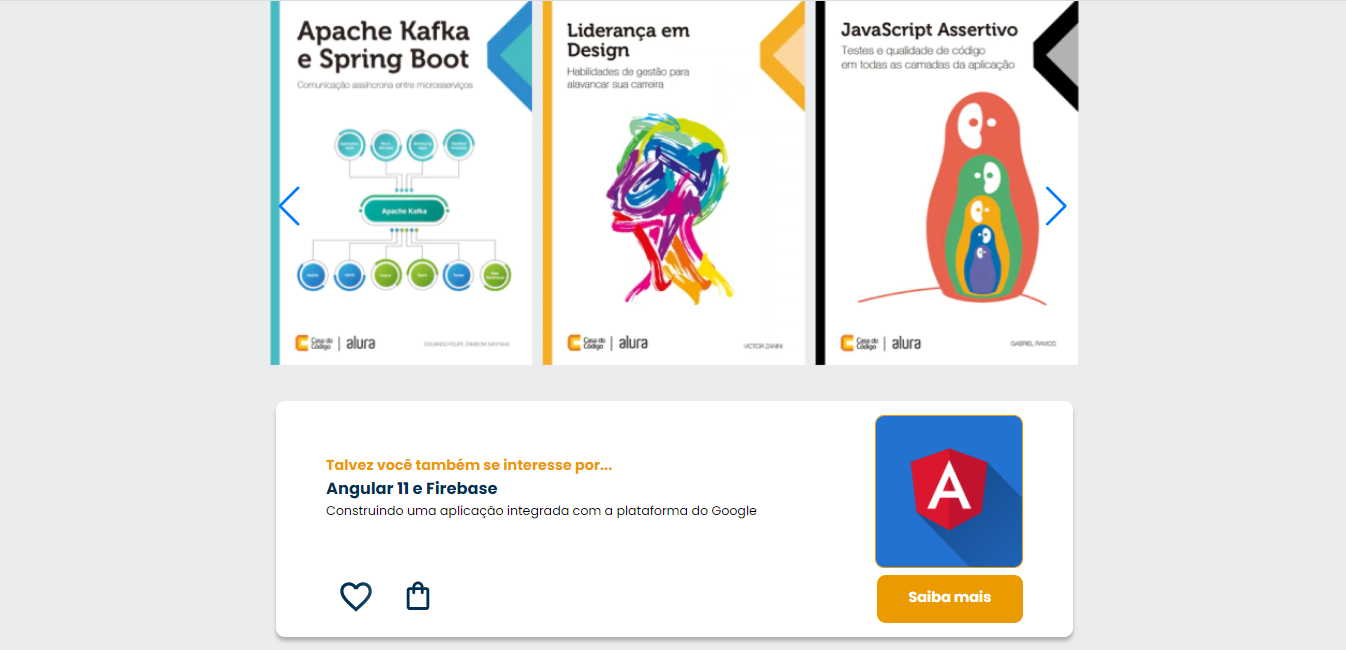 Apache Kafka
e Spring Boot
Comunicação assíncrona entre microsserviços
Apache Kafka
Casa do
Código
alura
EDUARDO FELIPE ZAMBOM SANTANA
Liderança em
Design
Habilidades de gestão para
alavancar sua carreira
Casa do
Código
alura
VICTOR ZANINI
JavaScript Assertivo
Testes e qualidade de código
em todas as camadas da aplicação
Casa do
Código
alura
GABRIEL RAMOS
Talvez você também se interesse por...
Angular 11 e Firebase
Construindo uma aplicação integrada com a plataforma do Google
A
Saiba mais